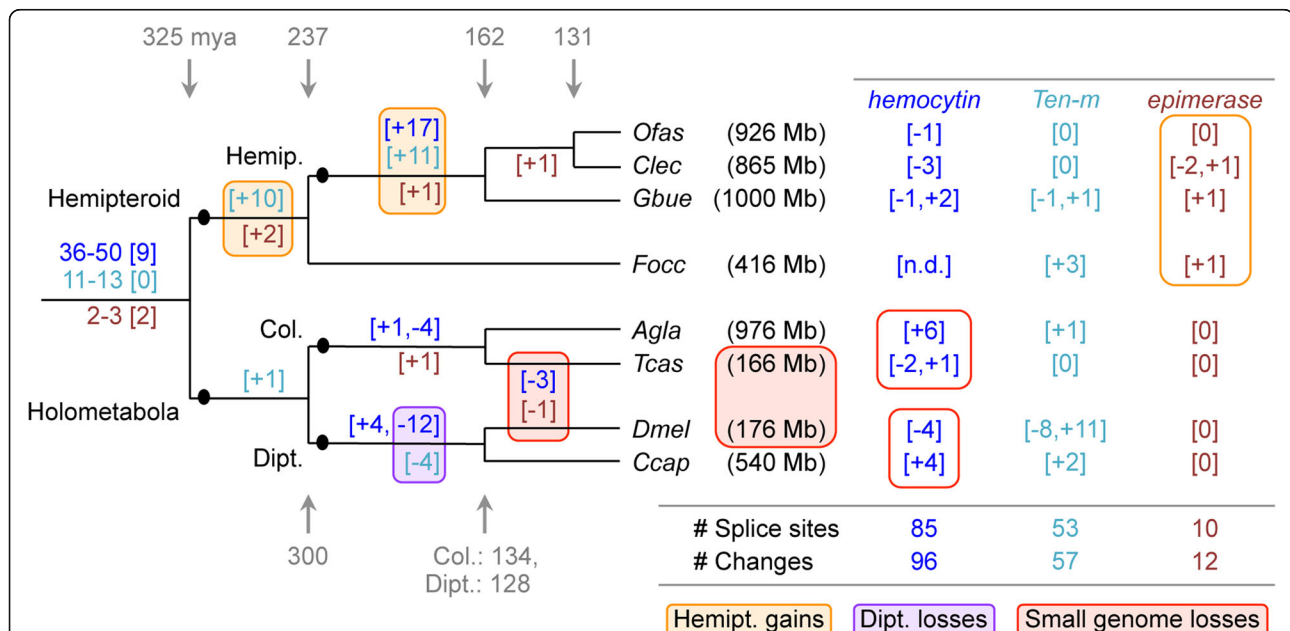 325 mya 237 162 131
hemocytin Ten-m epimerase
[+17] Ofas (926 Mb) [-1] [0] [0]
Hemip. [+11] [+1] Clec (865 Mb) [-3] [0] [-2,+1]
Hemipteroid [+10] [+1] Gbue (1000 Mb) [-1,+2] [-1,+1] [+1]
[+2]
36-50 [9]
11-13 [0] Focc (416 Mb) [n.d.] [+3] [+1]
2-3 [2]
Col. [+1,-4] Agla (976 Mb) [+6] [+1] [0]
[+1] Tcas (166 Mb) [-2,+1] [0] [0]
[+1] [-3]
Holometabola [-1]
[+4, -12] Dmel (176 Mb) [-4] [-8,+11] [0]
Dipt. [-4] Ccap (540 Mb) [+4] [+2] [0]
# Splice sites 85 53 10
300 Col.: 134, # Changes 96 57 12
Dipt.: 128
Hemipt. gains Dipt. losses Small genome losses